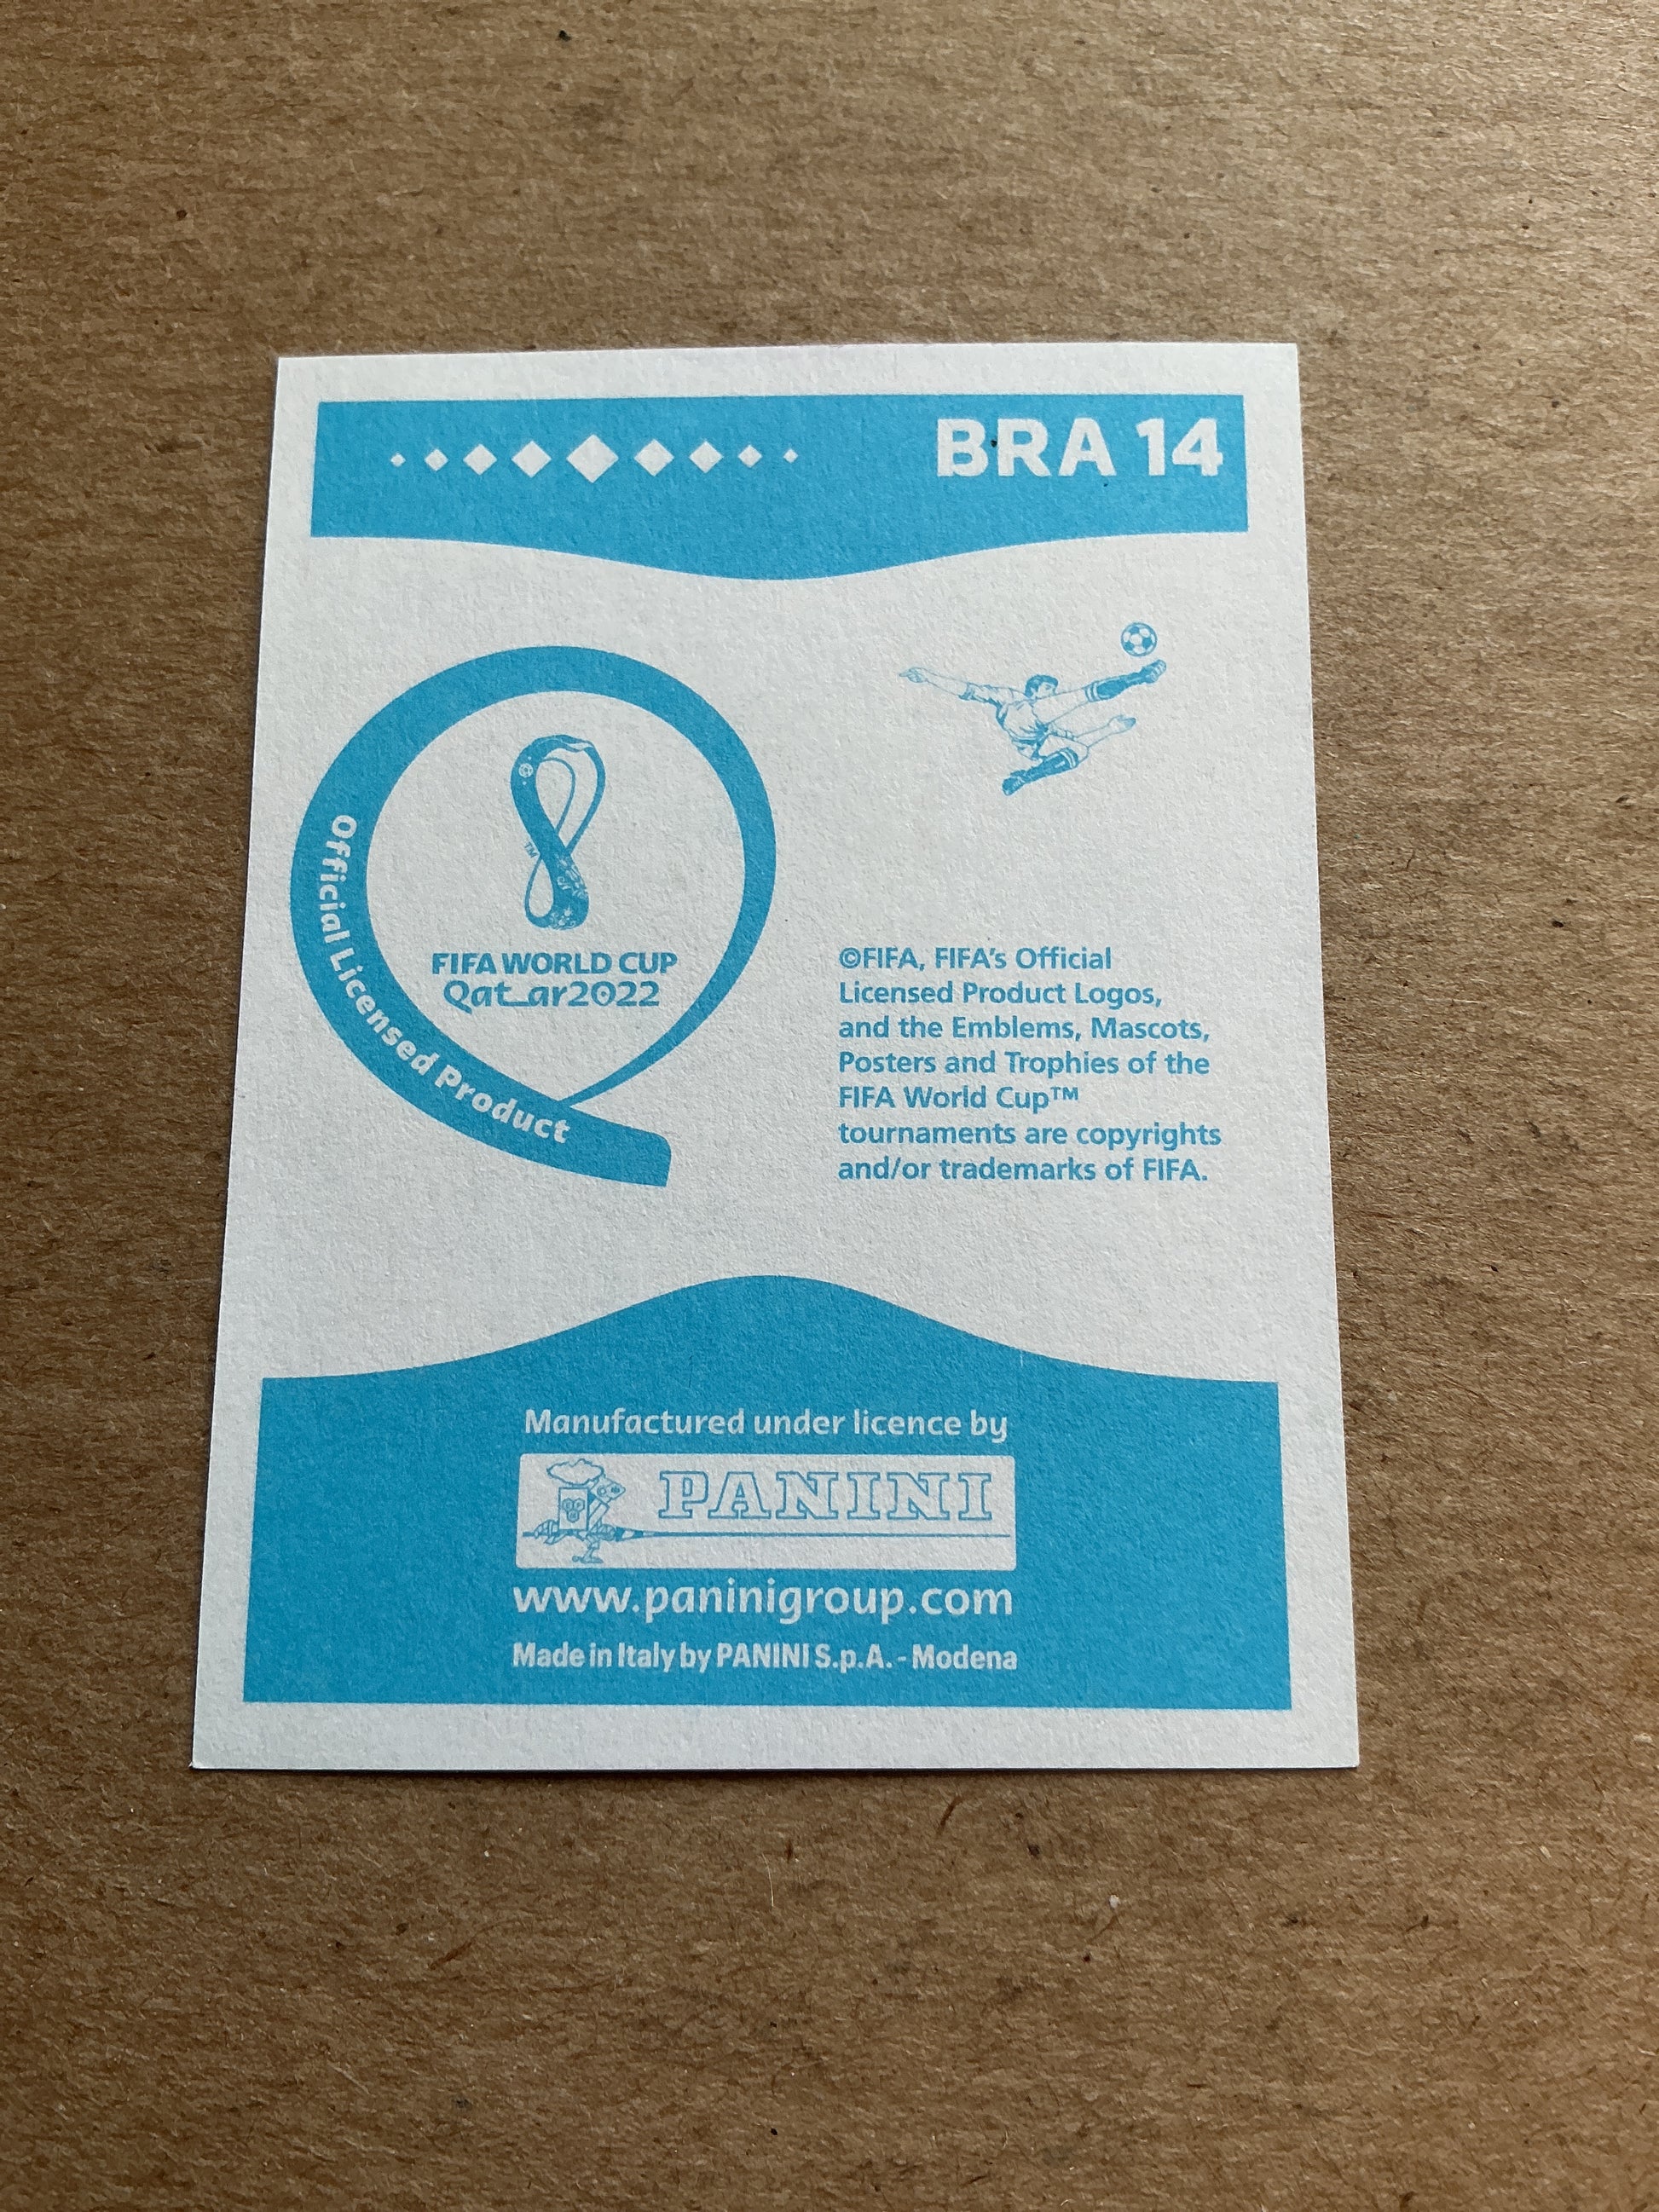 BRA 14
Official Licensed Product
TM
FIFA WORLD CUP
Qatar2022
©FIFA, FIFA's Official
Licensed Product Logos,
and the Emblems, Mascots,
Posters and Trophies of the
FIFA World Cup™
tournaments are copyrights
and/or trademarks of FIFA.
Manufactured under licence by
PANINI
www.paninigroup.com
Made in Italy by PANINI S.p.A. - Modena